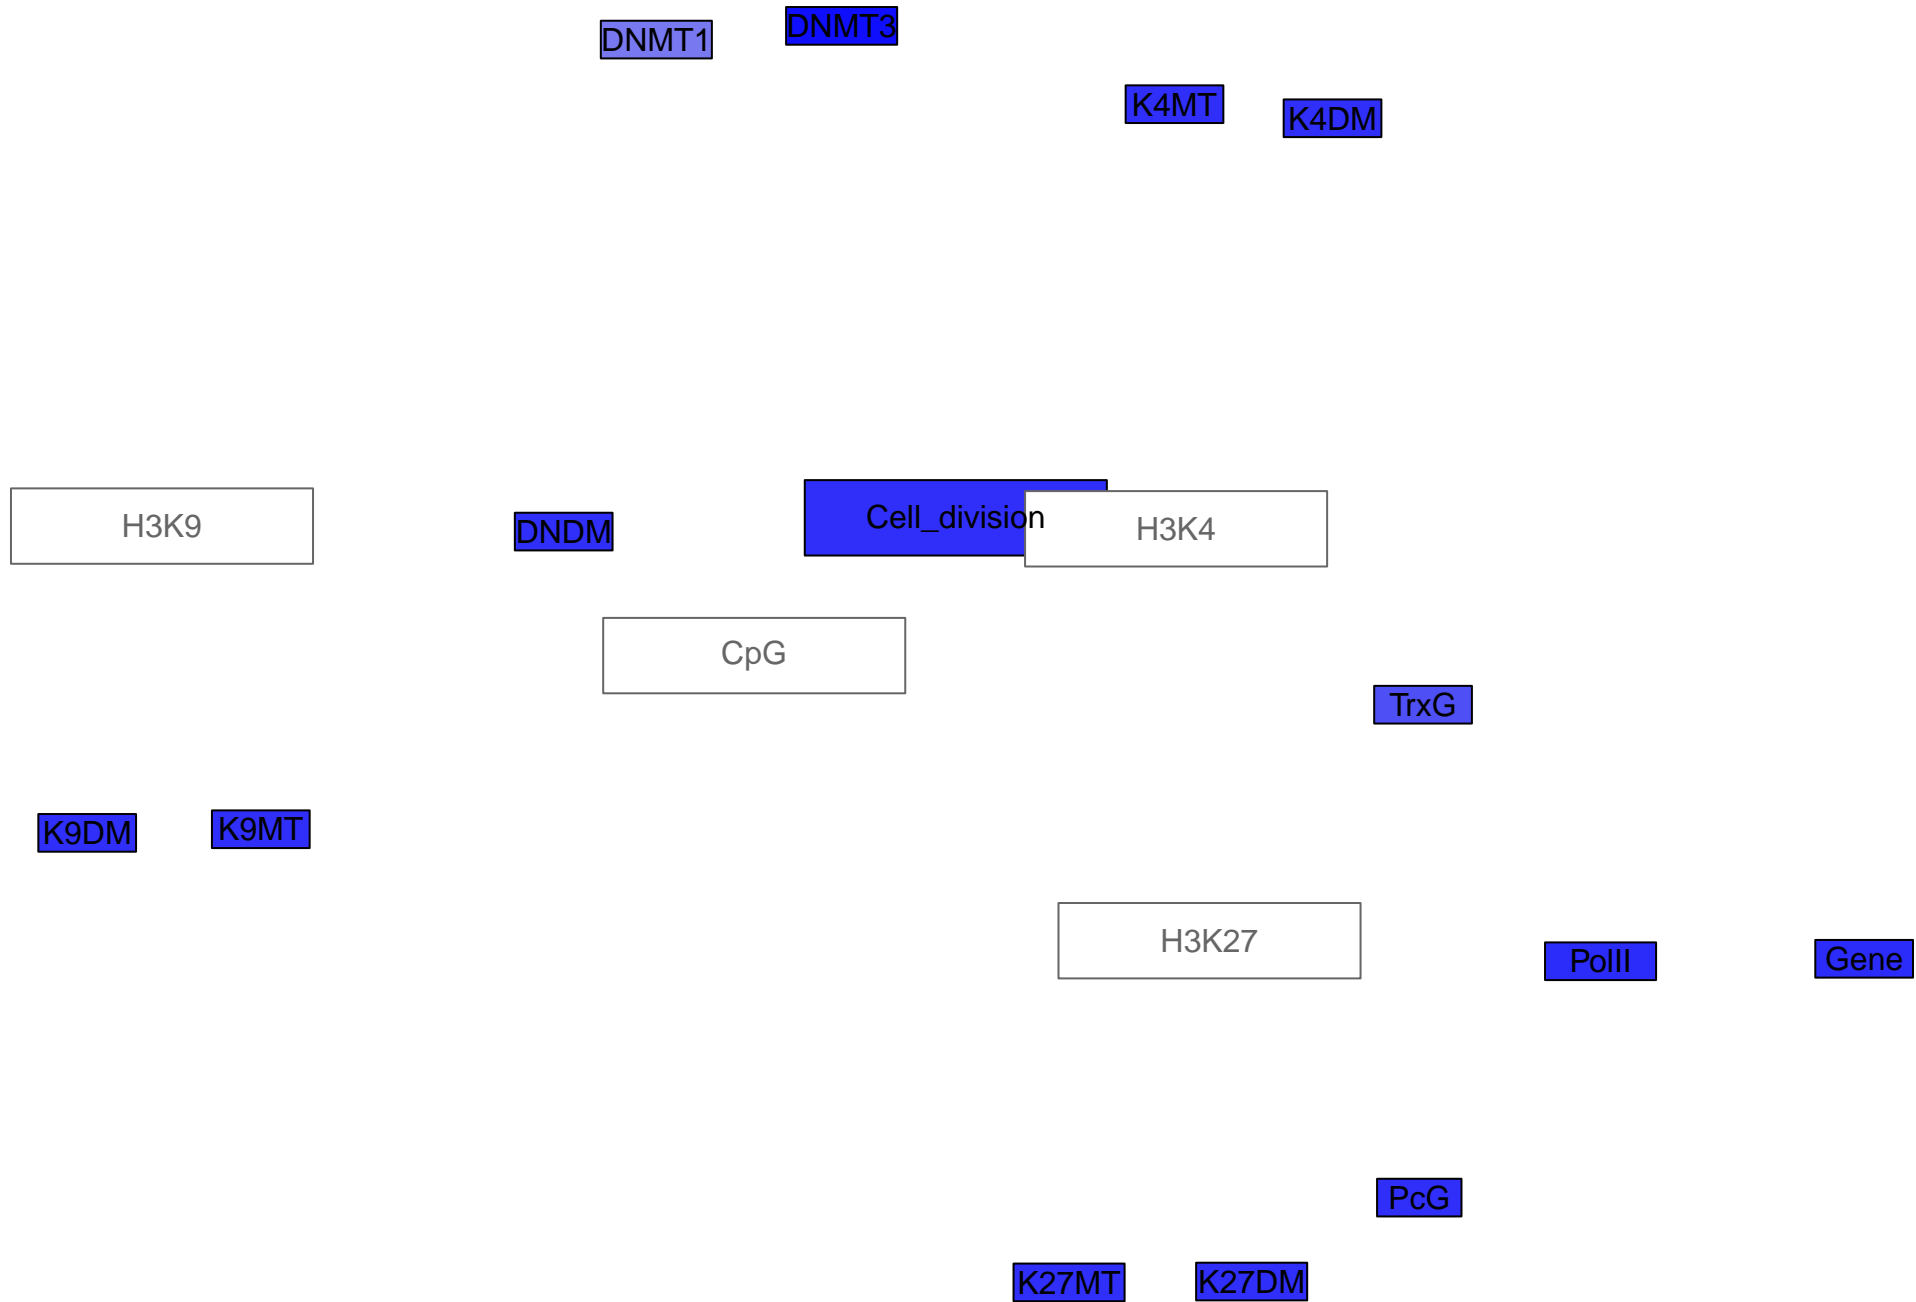 DNMT1
DNMT3
K4MT
K4DM
H3K9
DNDM
Cell_division
H3K4
CpG
TrxG
K9DM
K9MT
H3K27
PolII
Gene
PcG
K27MT
K27DM